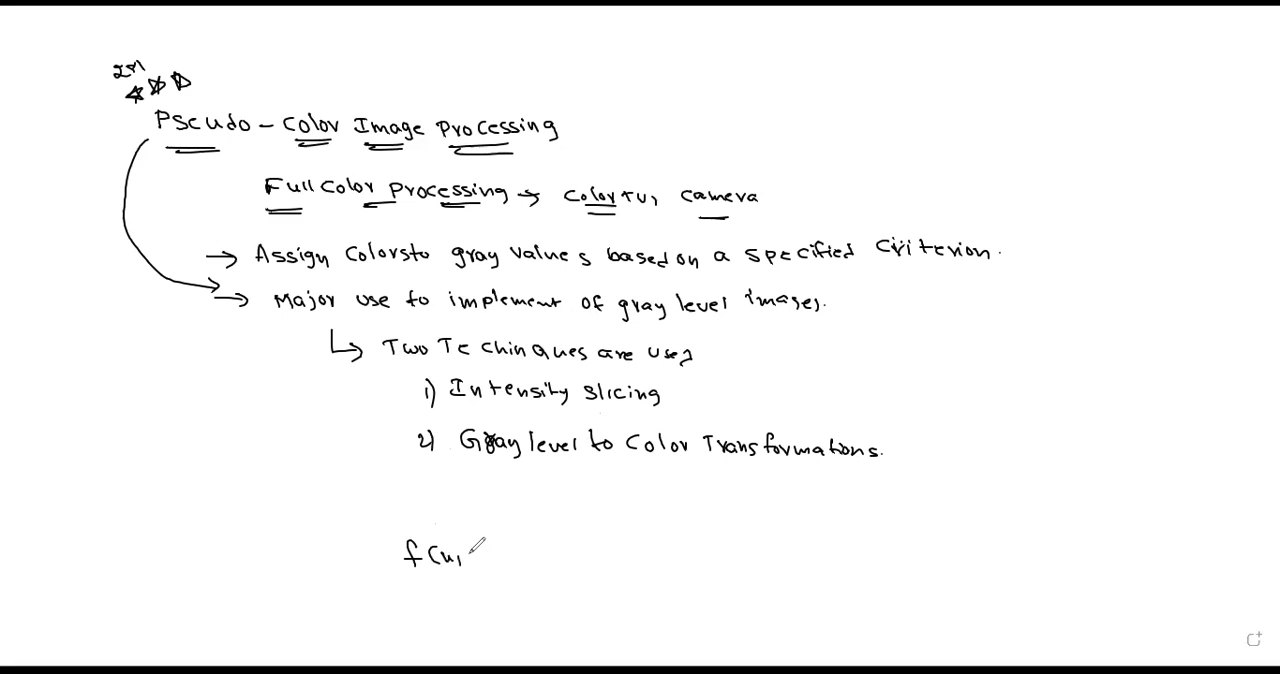 Pseudo - Color Image Processing
Full Color Processing → Color TV, Camera
→ Assign Colors to gray values based on a specified Criterion.
→ Major use to implement of gray level images.
↳ Two Techinques are used
1) Intensity Slicing
2) Gray level to Color Transformations.
f(x,